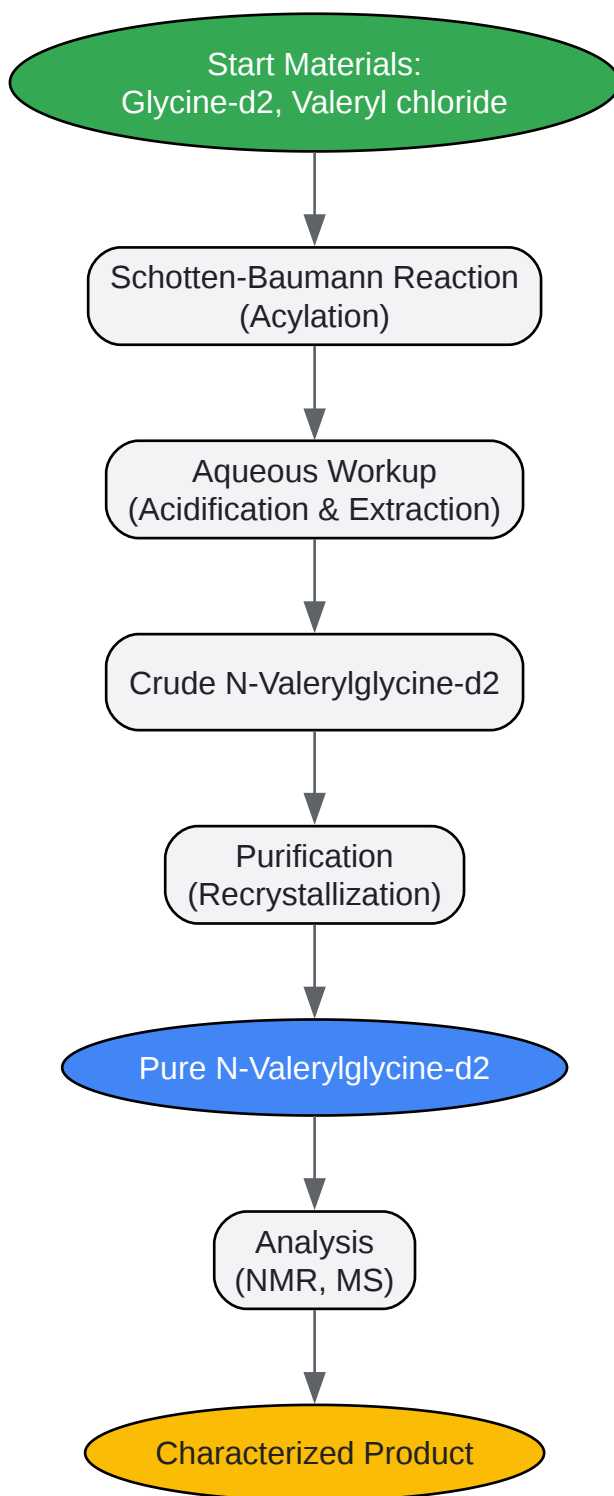 Start Materials:
Glycine-d2, Valeryl chloride
Schotten-Baumann Reaction
(Acylation)
Aqueous Workup
(Acidification & Extraction)
Crude N-Valerylglycine-d2
Purification
(Recrystallization)
Pure N-Valerylglycine-d2
Analysis
(NMR, MS)
Characterized Product